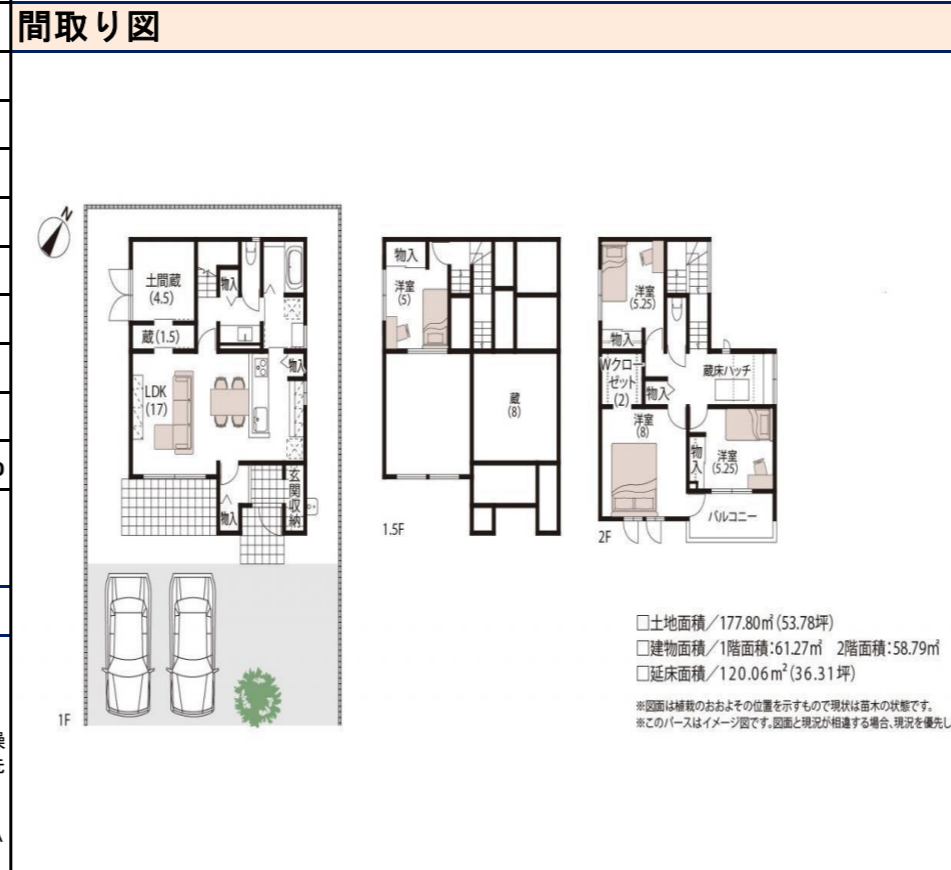 間取り図
N
土間蔵
(4.5)
物入
蔵(1.5)
物入
LDK
(17)
物入
玄関収納
1F
物入
洋室
(5)
蔵
(8)
1.5F
洋室
(5.25)
物入
Wクロー
ゼット
(2)
物入
蔵床ハッチ
洋室
(8)
物入
洋室
(5.25)
バルコニー
2F
□土地面積／177.80㎡(53.78坪)
□建物面積／1階面積:61.27㎡ 2階面積:58.79㎡
□延床面積／120.06㎡(36.31坪)
※図面は植栽のおおよその位置を示すもので現状は苗木の状態です。
※このパースはイメージ図です。図面と現況が相違する場合、現況を優先し